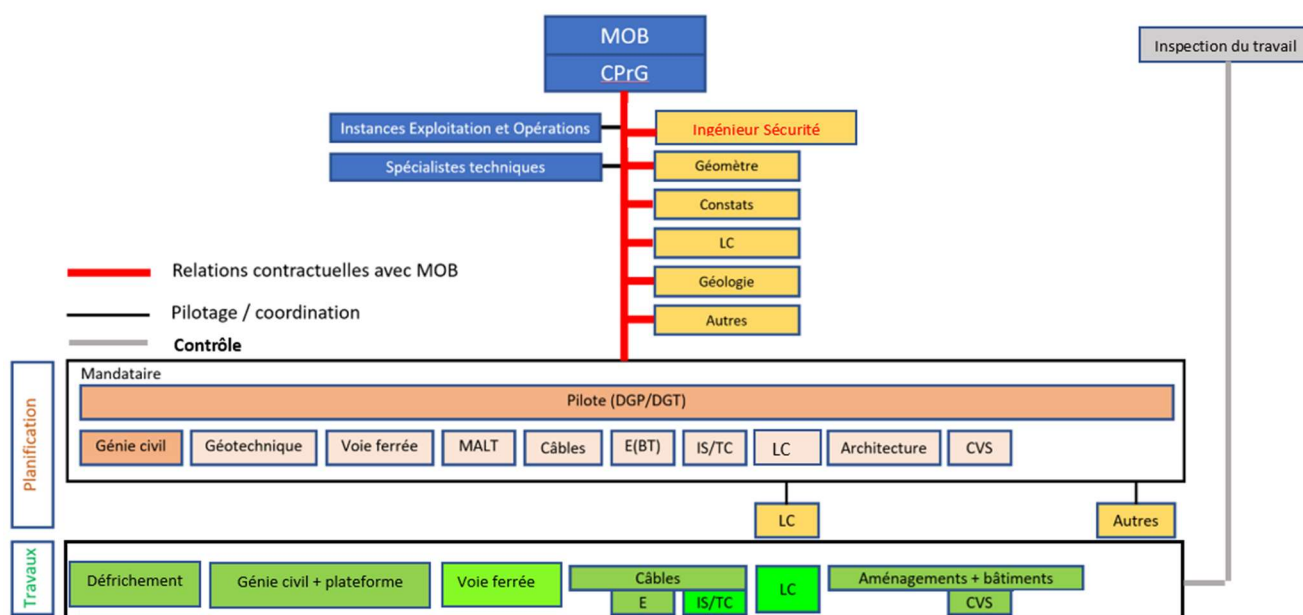 MOB
CPrG
Inspection du travail
Instances Exploitation et Opérations
Ingénieur Sécurité
Spécialistes techniques
Géomètre
Constats
LC
Géologie
Autres
Relations contractuelles avec MOB
Pilotage / coordination
Contrôle
Planification
Mandataire
Pilote (DGP/DGT)
Génie civil
Géotechnique
Voie ferrée
MALT
Câbles
E(BT)
IS/TC
LC
Architecture
CVS
LC
Autres
Travaux
Défrichement
Génie civil + plateforme
Voie ferrée
Câbles
E
IS/TC
LC
Aménagements + bâtiments
CVS